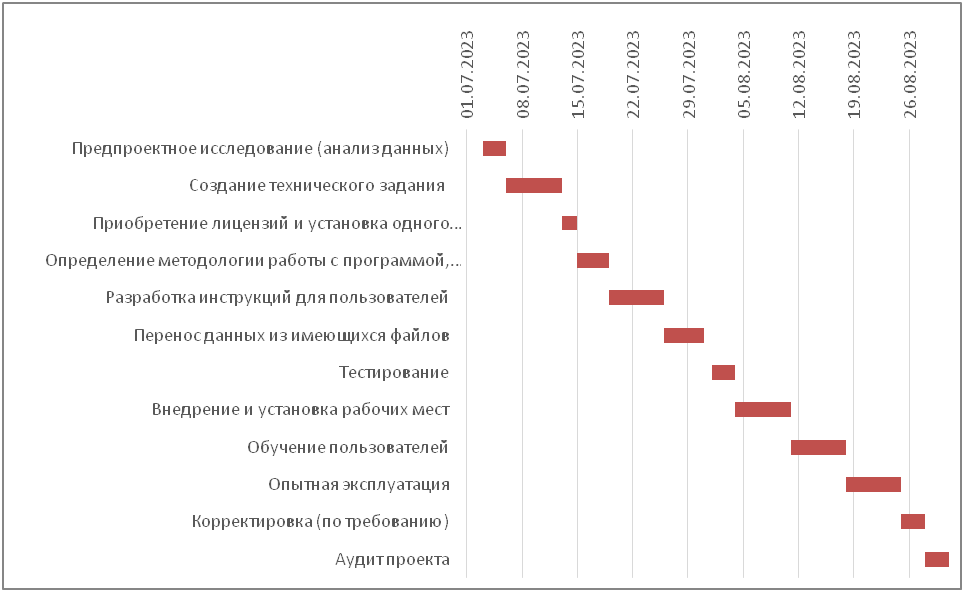 01.07.2023
08.07.2023
15.07.2023
22.07.2023
29.07.2023
05.08.2023
12.08.2023
19.08.2023
26.08.2023
Предпроектное исследование (анализ данных)
Создание технического задания
Приобретение лицензий и установка одного...
Определение методологии работы с программой,...
Разработка инструкций для пользователей
Перенос данных из имеющихся файлов
Тестирование
Внедрение и установка рабочих мест
Обучение пользователей
Опытная эксплуатация
Корректировка (по требованию)
Аудит проекта